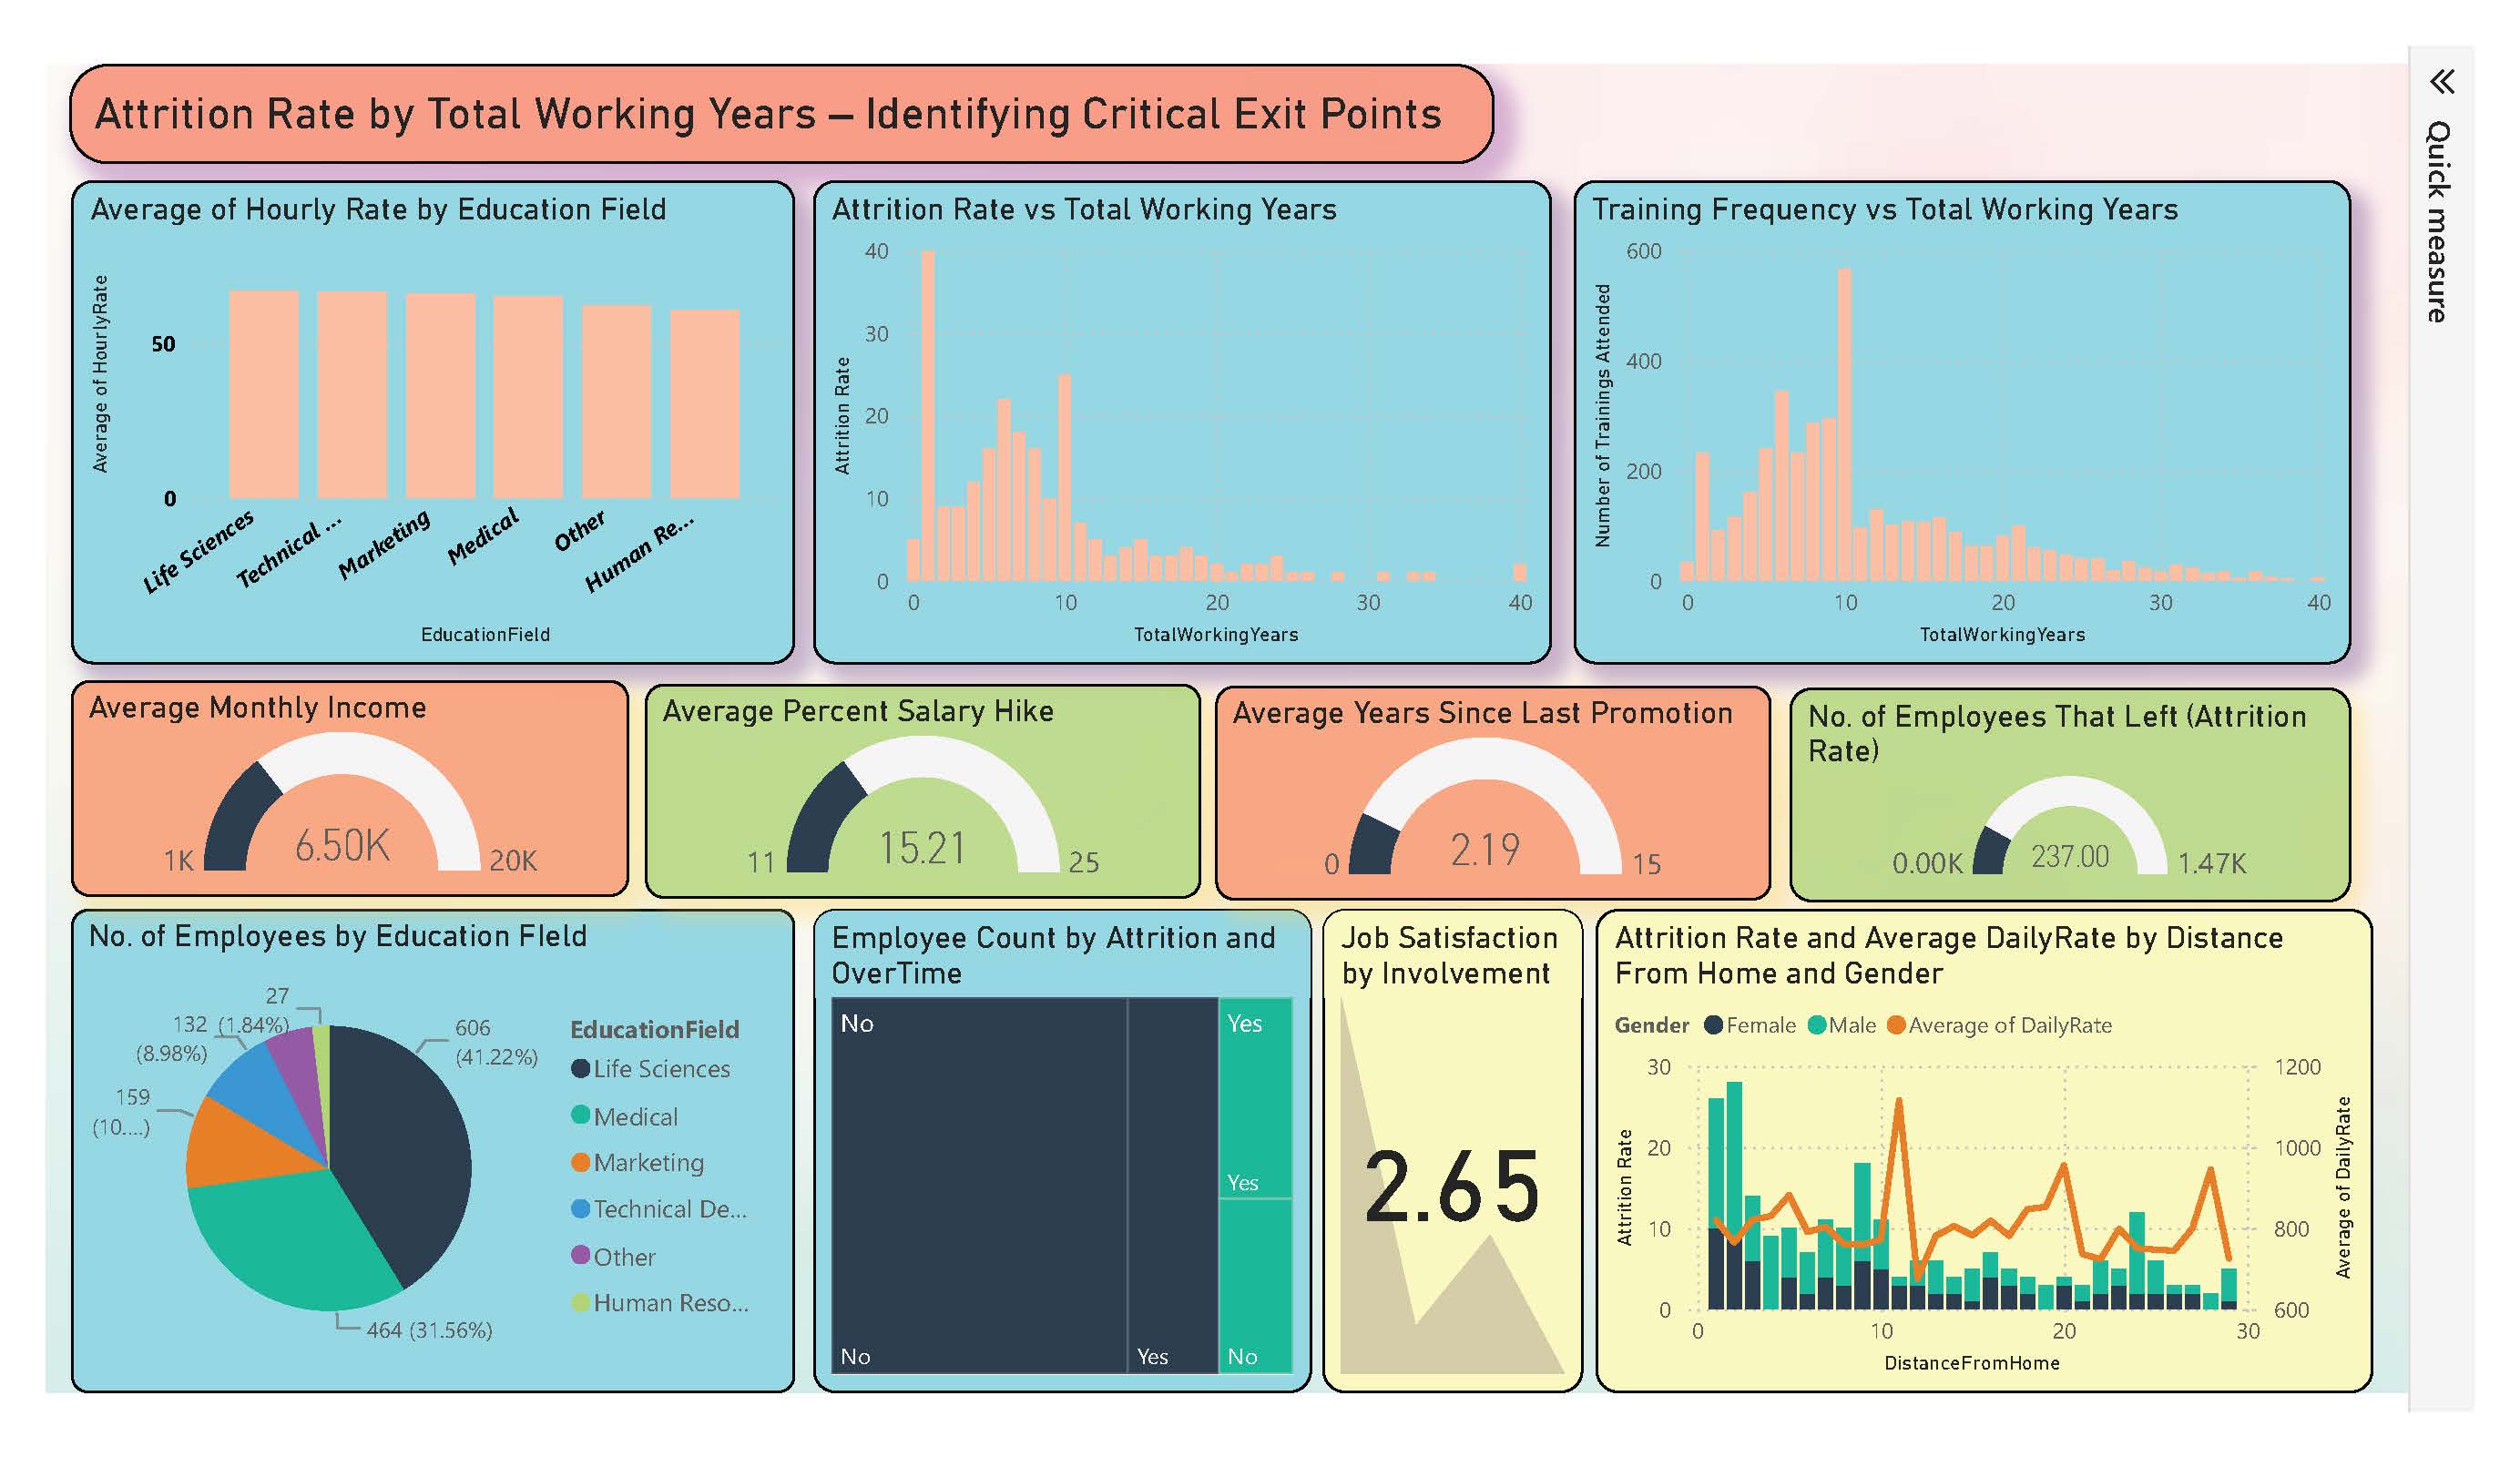 Attrition Rate by Total Working Years – Identifying Critical Exit Points
«
Quick measure
Average of Hourly Rate by Education Field
Average of HourlyRate
50
0
Life Sciences
Technical ...
Marketing
Medical
Other
Human Re...
EducationField
Attrition Rate vs Total Working Years
Attrition Rate
40
30
20
10
0
0 10 20 30 40
TotalWorkingYears
Training Frequency vs Total Working Years
Number of Trainings Attended
600
400
200
0
0 10 20 30 40
TotalWorkingYears
Average Monthly Income
6.50K
1K 20K
Average Percent Salary Hike
15.21
11 25
Average Years Since Last Promotion
2.19
0 15
No. of Employees That Left (Attrition
Rate)
237.00
0.00K 1.47K
No. of Employees by Education FIeld
27
(1.84%)
132
(8.98%)
159
(10....)
606
(41.22%)
464 (31.56%)
EducationField
Life Sciences
Medical
Marketing
Technical De...
Other
Human Reso...
Employee Count by Attrition and
OverTime
No
Yes
Yes
No Yes No
Job Satisfaction
by Involvement
2.65
Attrition Rate and Average DailyRate by Distance
From Home and Gender
Gender Female Male Average of DailyRate
Attrition Rate
30
20
10
0
1200
1000
800
600
Average of DailyRate
0 10 20 30
DistanceFromHome